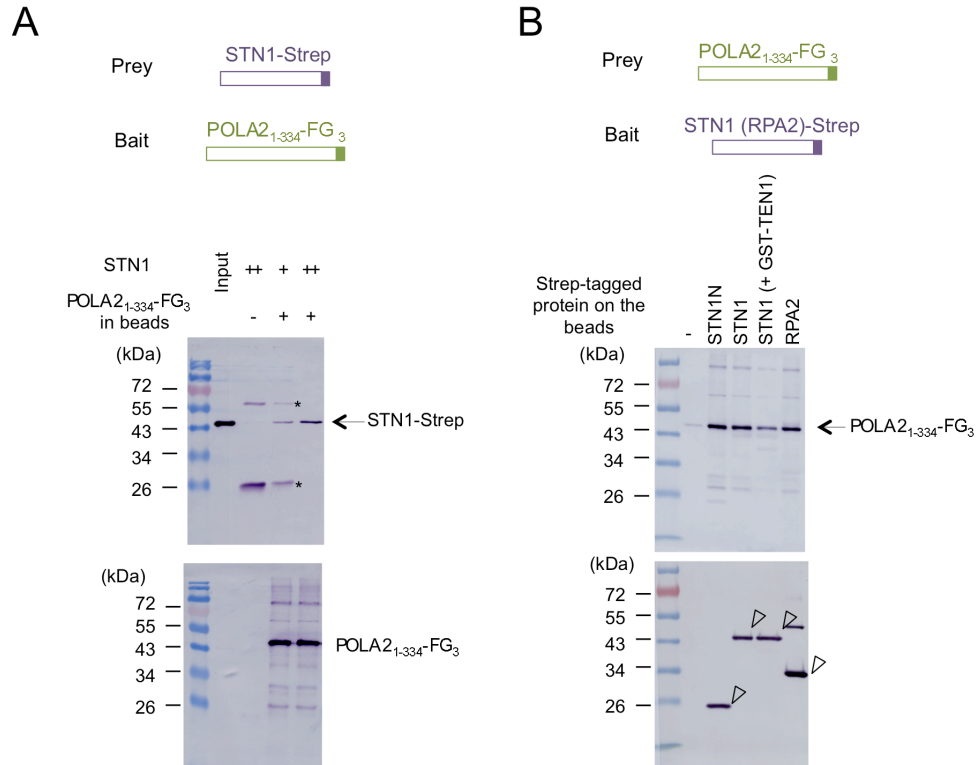 A
Prey
STN1-Strep
Bait
POLA2₁₋₃₃₄-FG₃
STN1
Input
++ + ++
POLA2₁₋₃₃₄-FG₃
in beads
- + +
(kDa)
72
55
43
34
26
*
*
STN1-Strep
(kDa)
72
55
43
34
26
POLA2₁₋₃₃₄-FG₃
B
Prey
POLA2₁₋₃₃₄-FG₃
Bait
STN1 (RPA2)-Strep
Strep-tagged
protein on the
beads
-
STN1N
STN1
STN1 (+ GST-TEN1)
RPA2
(kDa)
72
55
43
34
26
POLA2₁₋₃₃₄-FG₃
(kDa)
72
55
43
34
26